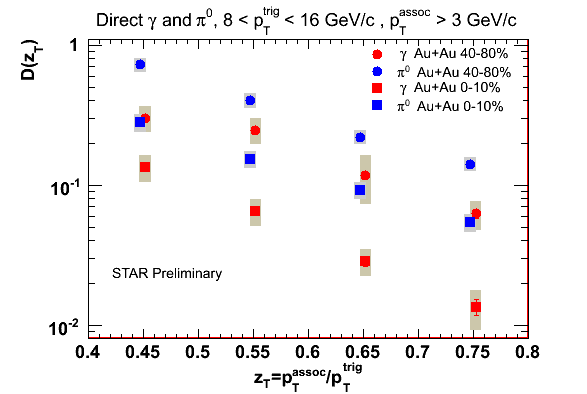 Direct γ and π⁰, 8 < p_T^trig < 16 GeV/c , p_T^assoc > 3 GeV/c
D(z_T)
1
10⁻¹
10⁻²
γ Au+Au 40-80%
π⁰ Au+Au 40-80%
γ Au+Au 0-10%
π⁰ Au+Au 0-10%
STAR Preliminary
0.4 0.45 0.5 0.55 0.6 0.65 0.7 0.75 0.8
z_T=p_T^assoc/p_T^trig